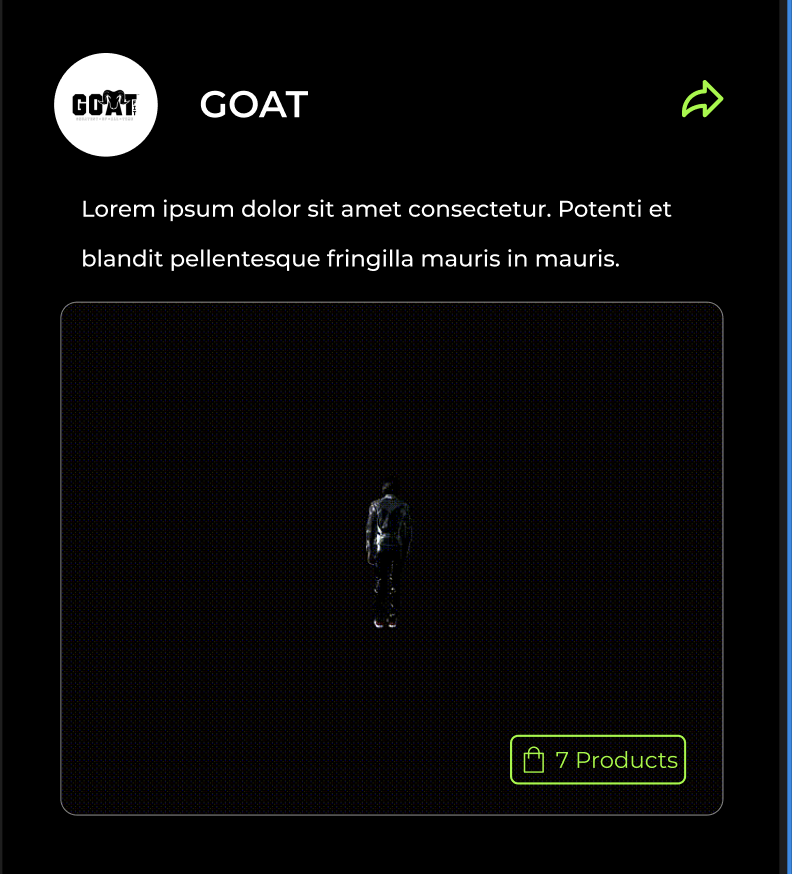 GOAT
GOAT
Lorem ipsum dolor sit amet consectetur. Potenti et
blandit pellentesque fringilla mauris in mauris.
7 Products